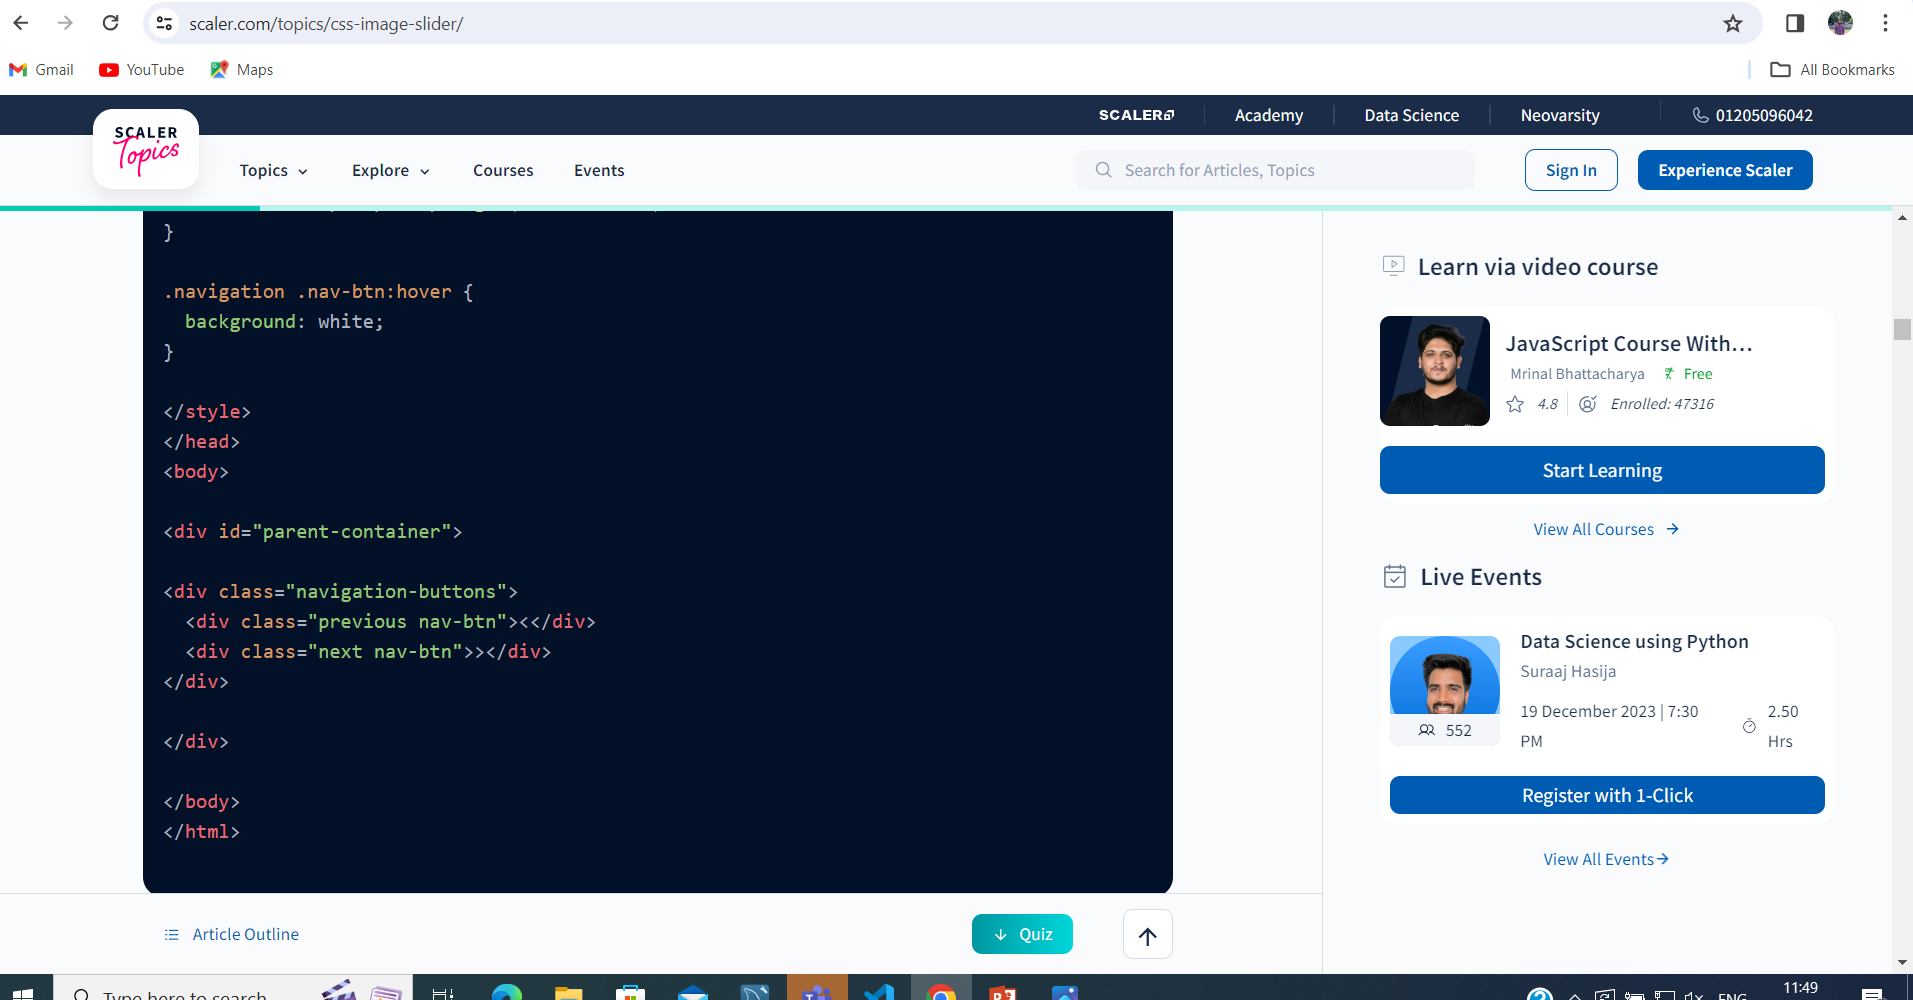 scaler.com/topics/css-image-slider/
Gmail
YouTube
Maps
All Bookmarks
SCALER
Academy
Data Science
Neovarsity
01205096042
SCALER
Topics
Topics
Explore
Courses
Events
Search for Articles, Topics
Sign In
Experience Scaler
}
.navigation .nav-btn:hover {
background: white;
}
</style>
</head>
<body>
<div id="parent-container">
<div class="navigation-buttons">
<div class="previous nav-btn"><</div>
<div class="next nav-btn">></div>
</div>
</div>
</body>
</html>
Learn via video course
JavaScript Course With...
Mrinal Bhattacharya
Free
4.8
Enrolled: 47316
Start Learning
View All Courses
Live Events
Data Science using Python
Suraaj Hasija
552
19 December 2023 | 7:30
PM
2.50
Hrs
Register with 1-Click
View All Events
Article Outline
Quiz
Type here to search
ENG
11:49